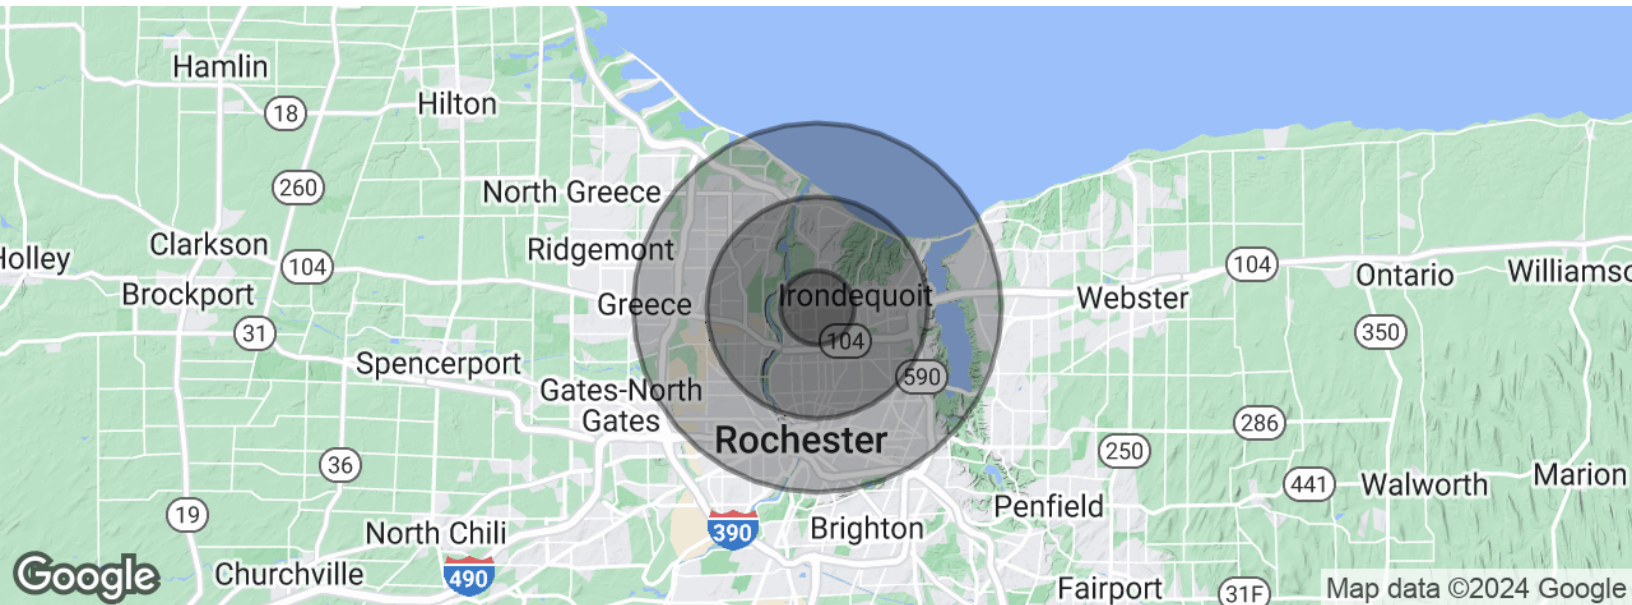 Hamlin
Hilton
18
260
North Greece
Clarkson
Ridgemont
Holley
104
104
Ontario
Williamso
Brockport
Greece
Irondequoit
Webster
31
104
350
Spencerport
590
Gates-North
Gates
286
Rochester
250
36
441
Walworth
Marion
19
Penfield
North Chili
390
Brighton
Google
Churchville
490
Fairport
31F
Map data ©2024 Google